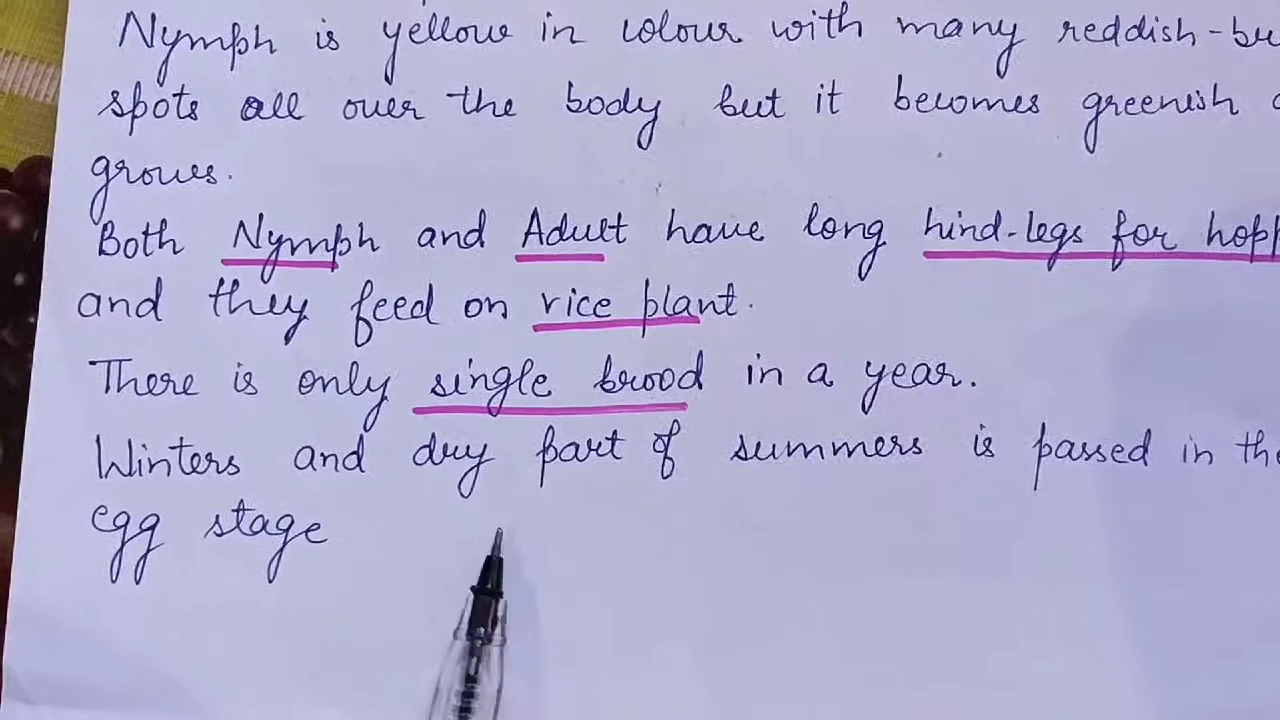 Nymph is yellow in colour with many reddish-
spots all over the body but it becomes greenish
grows.
Both Nymph and Adult have long hind-legs for
and they feed on rice plant.
There is only single brood in a year.
Winters and dry part of summers is passed in the
egg stage